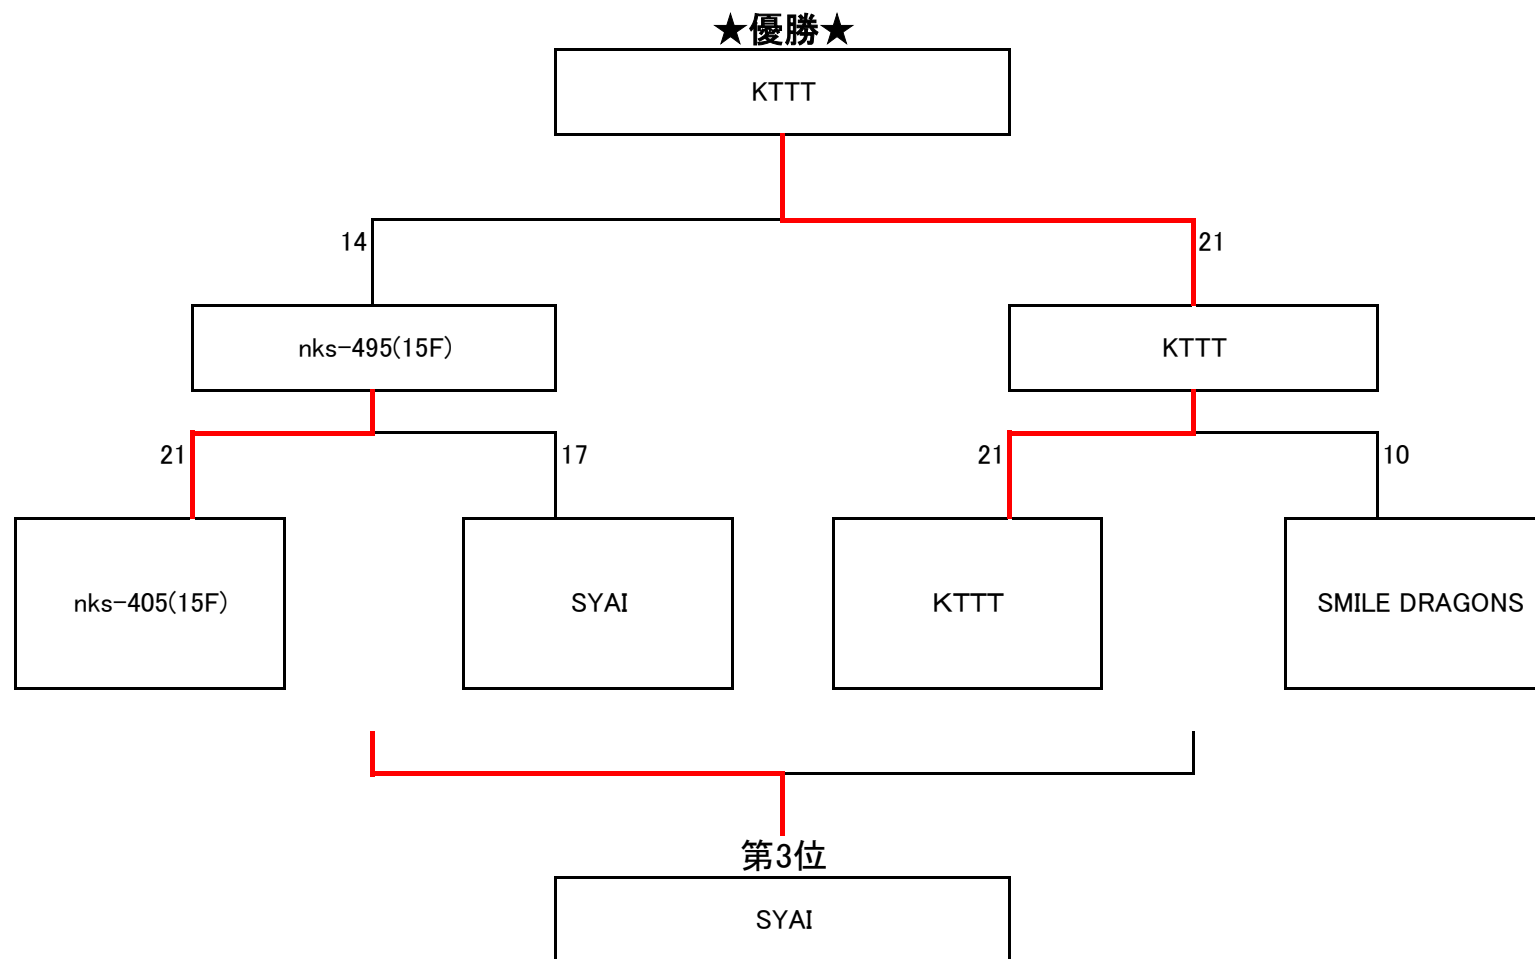 ★優勝★
KTTT
14
21
nks-495(15F)
KTTT
21
17
21
10
nks-405(15F)
SYAI
KTTT
SMILE DRAGONS
第3位
SYAI